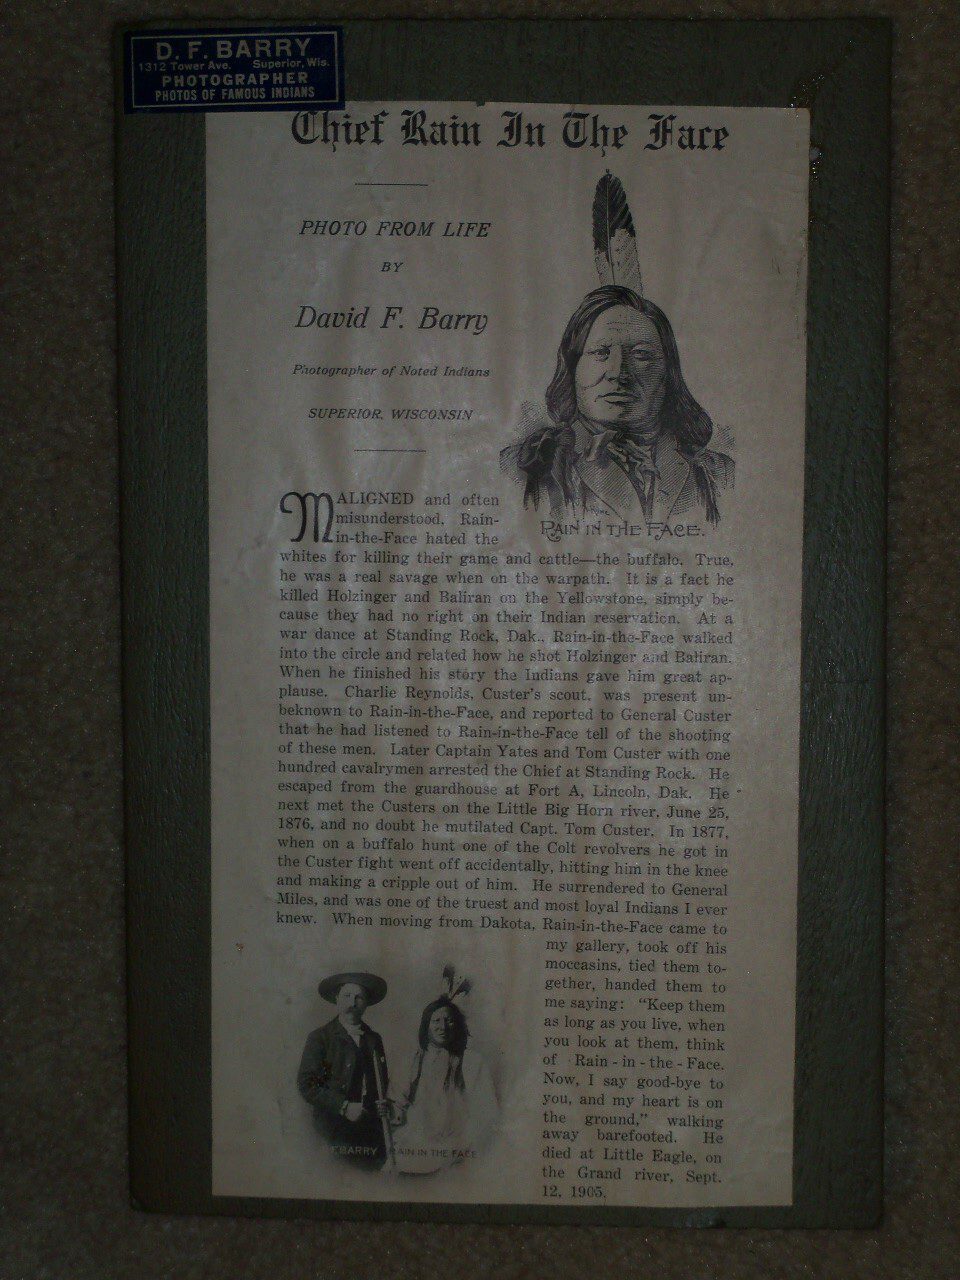 D. F. BARRY
1312 Tower Ave. Superior, Wis.
PHOTOGRAPHER
PHOTOS OF FAMOUS INDIANS
Chief Rain In The Face
PHOTO FROM LIFE
BY
David F. Barry
Photographer of Noted Indians
SUPERIOR, WISCONSIN
RAIN IN THE FACE.
MALIGNED and often
misunderstood, Rain-
in-the-Face hated the
whites for killing their game and cattle—the buffalo. True,
he was a real savage when on the warpath. It is a fact he
killed Holzinger and Baliran on the Yellowstone, simply be-
cause they had no right on their Indian reservation. At a
war dance at Standing Rock, Dak., Rain-in-the-Face walked
into the circle and related how he shot Holzinger and Baliran.
When he finished his story the Indians gave him great ap-
plause. Charlie Reynolds, Custer's scout, was present un-
beknown to Rain-in-the-Face, and reported to General Custer
that he had listened to Rain-in-the-Face tell of the shooting
of these men. Later Captain Yates and Tom Custer with one
hundred cavalrymen arrested the Chief at Standing Rock. He
escaped from the guardhouse at Fort A, Lincoln, Dak. He
next met the Custers on the Little Big Horn river, June 25,
1876, and no doubt he mutilated Capt. Tom Custer. In 1877,
when on a buffalo hunt one of the Colt revolvers he got in
the Custer fight went off accidentally, hitting him in the knee
and making a cripple out of him. He surrendered to General
Miles, and was one of the truest and most loyal Indians I ever
knew. When moving from Dakota, Rain-in-the-Face came to
my gallery, took off his
moccasins, tied them to-
gether, handed them to
me saying: "Keep them
as long as you live, when
you look at them, think
of Rain-in-the-Face.
Now, I say good-bye to
you, and my heart is on
the ground," walking
away barefooted. He
died at Little Eagle, on
the Grand river, Sept.
12, 1905.
F. BARRY RAIN IN THE FACE